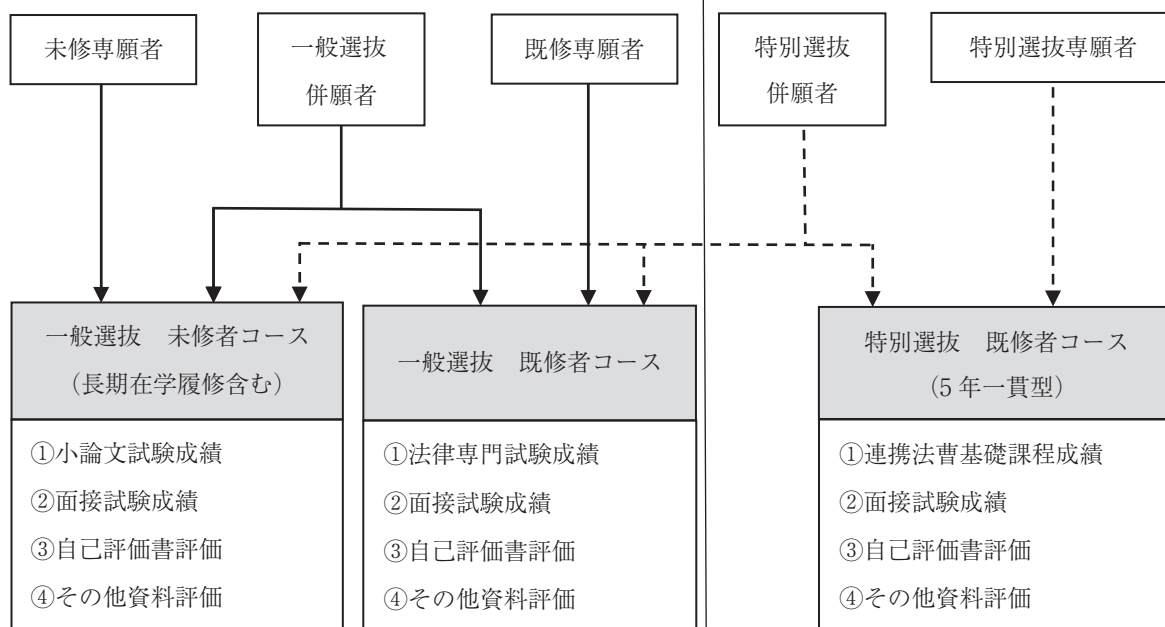 未修専願者
一般選抜
併願者
既修専願者
特別選抜
併願者
特別選抜専願者
一般選抜　未修者コース
（長期在学履修含む）
①小論文試験成績
②面接試験成績
③自己評価書評価
④その他資料評価
一般選抜　既修者コース
①法律専門試験成績
②面接試験成績
③自己評価書評価
④その他資料評価
特別選抜　既修者コース
（5 年一貫型）
①連携法曹基礎課程成績
②面接試験成績
③自己評価書評価
④その他資料評価